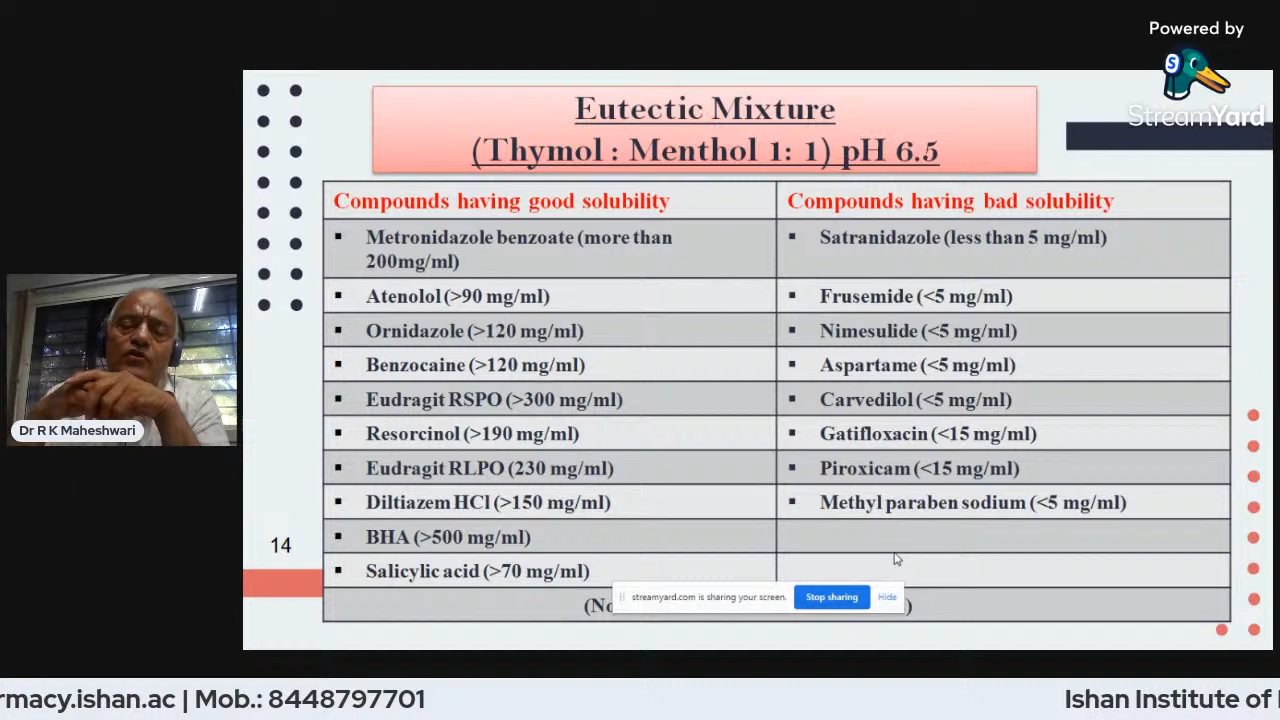 Powered by
StreamYard
Eutectic Mixture
(Thymol : Menthol 1: 1) pH 6.5
Compounds having good solubility
Compounds having bad solubility
Metronidazole benzoate (more than
200mg/ml)
Satranidazole (less than 5 mg/ml)
Atenolol (>90 mg/ml)
Frusemide (<5 mg/ml)
Ornidazole (>120 mg/ml)
Nimesulide (<5 mg/ml)
Benzocaine (>120 mg/ml)
Aspartame (<5 mg/ml)
Eudragit RSPO (>300 mg/ml)
Carvedilol (<5 mg/ml)
Resorcinol (>190 mg/ml)
Gatifloxacin (<15 mg/ml)
Eudragit RLPO (230 mg/ml)
Piroxicam (<15 mg/ml)
Diltiazem HCl (>150 mg/ml)
Methyl paraben sodium (<5 mg/ml)
BHA (>500 mg/ml)
Salicylic acid (>70 mg/ml)
14
streamyard.com is sharing your screen.
Stop sharing
Hide
Dr R K Maheshwari
rmacy.ishan.ac | Mob.: 8448797701
Ishan Institute of